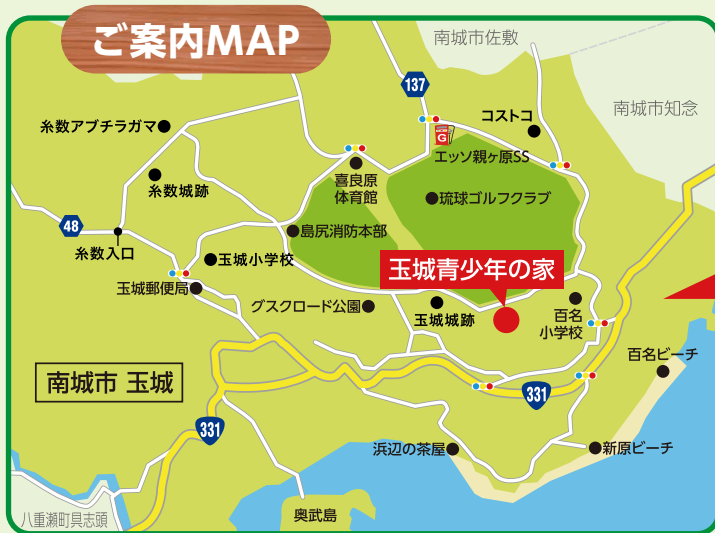 ご案内MAP
南城市佐敷
137
コストコ
南城市知念
糸数アブチラガマ
G
エッソ親ヶ原SS
喜良原
体育館
糸数城跡
琉球ゴルフクラブ
48
島尻消防本部
糸数入口
玉城小学校
玉城青少年の家
玉城郵便局
グスクロード公園
玉城城跡
百名
小学校
百名ビーチ
南城市 玉城
331
331
浜辺の茶屋
新原ビーチ
奥武島
八重瀬町具志頭